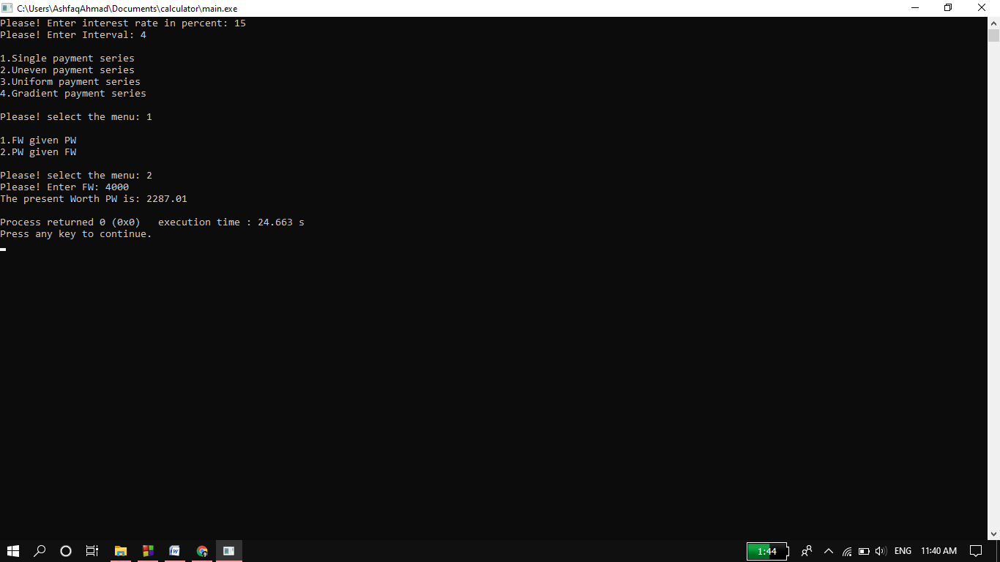 C:\Users\AshfaqAhmad\Documents\calculator\main.exe
Please! Enter interest rate in percent: 15
Please! Enter Interval: 4
1.Single payment series
2.Uneven payment series
3.Uniform payment series
4.Gradient payment series
Please! select the menu: 1
1.FW given PW
2.PW given FW
Please! select the menu: 2
Please! Enter FW: 4000
The present Worth PW is: 2287.01
Process returned 0 (0x0)   execution time : 24.663 s
Press any key to continue.
1:44 ENG 11:40 AM